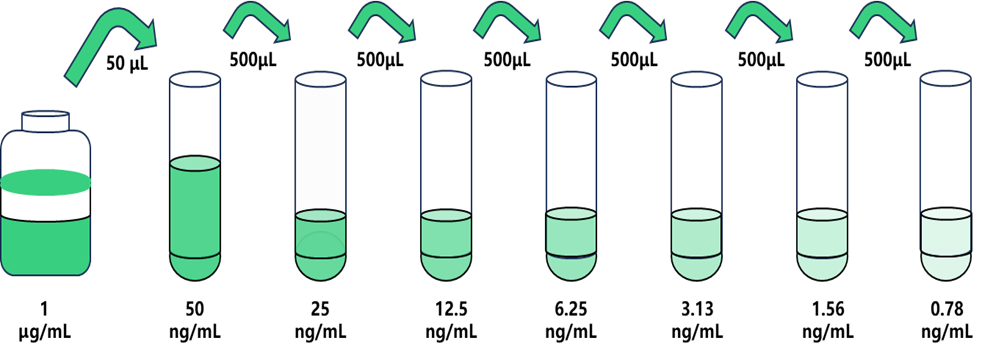 50 µL
500µL
500µL
500µL
500µL
500µL
500µL
1
µg/mL
50
ng/mL
25
ng/mL
12.5
ng/mL
6.25
ng/mL
3.13
ng/mL
1.56
ng/mL
0.78
ng/mL